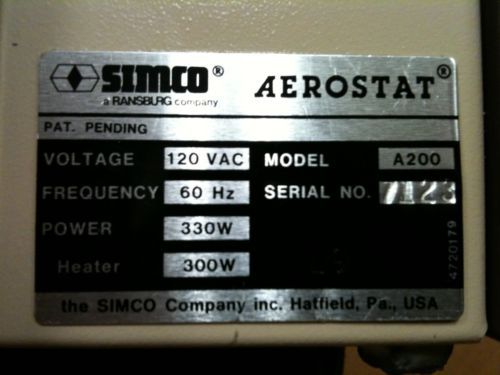 SIMCO® AEROSTAT®
a RANSBURG company
PAT. PENDING
VOLTAGE 120 VAC MODEL A200
FREQUENCY 60 Hz SERIAL NO. 7123
POWER 330W
Heater 300W
4720179
the SIMCO Company inc. Hatfield, Pa., USA